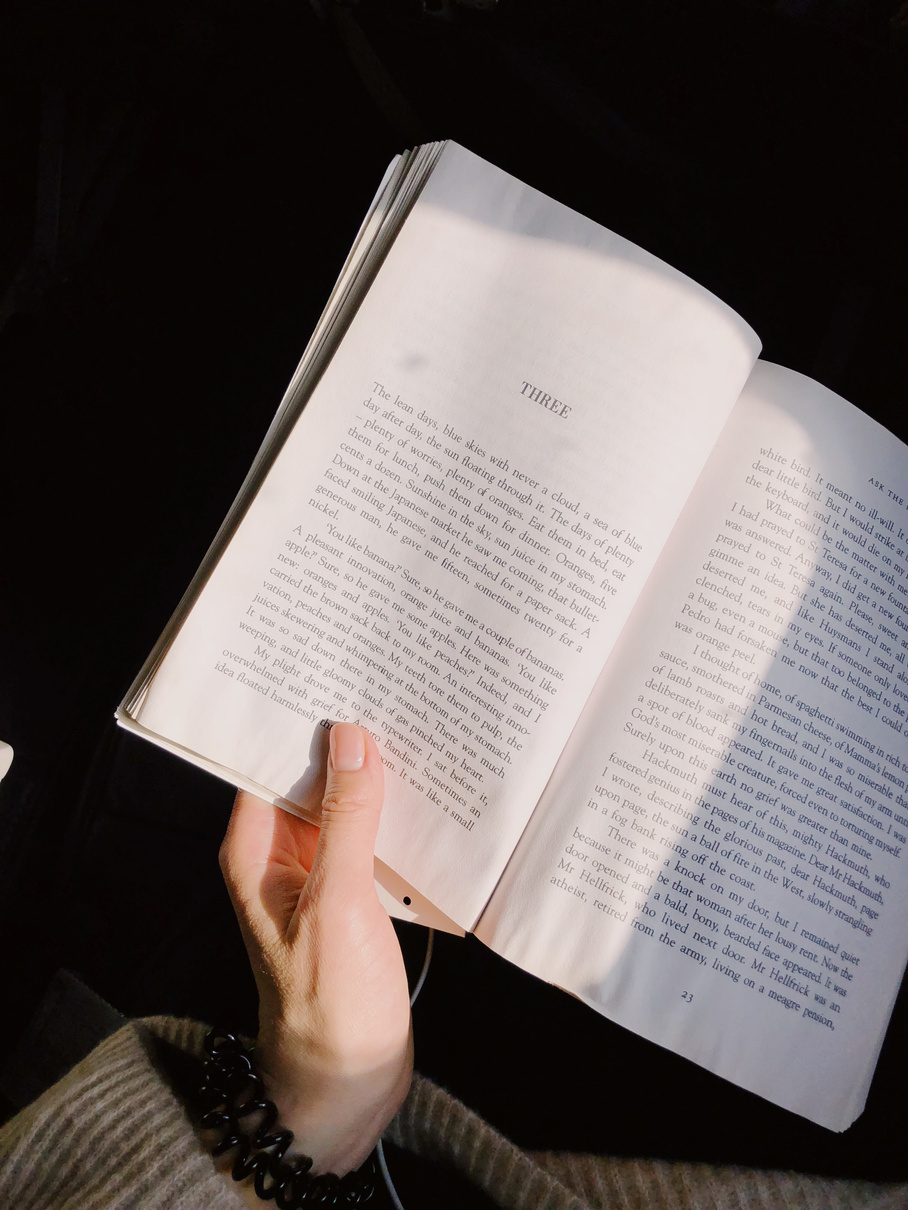 THREE
The lean days, blue skies with never a cloud, a sea of blue
day after day, the sun floating through it. The days of plenty
– plenty of worries, plenty of oranges. Eat them in bed, eat
them for lunch, push them down for dinner. Oranges, five
cents a dozen. Sunshine in the sky, sun juice in my stomach.
Down at the Japanese market he saw me coming, that bullet-
faced smiling Japanese, and he reached for a paper sack. A
generous man, he gave me fifteen, sometimes twenty for a
nickel.
'You like banana?' Sure, so he gave me a couple of bananas.
A pleasant innovation, orange juice and bananas. 'You like
apple?' Sure, so he gave me some apples. Here was something
new: oranges and apples. 'You like peaches?' Indeed, and I
carried the brown sack back to my room. An interesting inno-
vation, peaches and oranges. My teeth tore them to pulp, the
juices skewering and whimpering at the bottom of my stomach.
It was so sad down there in my stomach. There was much
weeping, and little gloomy clouds of gas pinched my heart.
My plight drove me to the typewriter. I sat before it,
overwhelmed with grief for Arturo Bandini. Sometimes an
idea floated harmlessly It was like a small
ASK THE
white bird. It meant no ill-will. It
dear little bird. But I would strike at
the keyboard, and it would die on my
What could be the matter with
I had prayed to St Teresa for a new foun
was answered. Anyway, I did get a new
prayed to St Teresa again. Please, sweet
gimme an idea. But she has deserted me, all
deserted me, and like Huysmans I stand alo
clenched, tears in my eyes. If someone only love
a bug, even a mouse, but that too belonged to the
Pedro had forsaken me now that the best I could
was orange peel.
I thought of home, of spaghetti swimming in rich
sauce, smothered in Parmesan cheese, of Mamma's lemon
of lamb roasts and hot bread, and I was so miserable tha
deliberately sank my fingernails into the flesh of my arm unti
a spot of blood appeared. It gave me great satisfaction. I was
God's most miserable creature, forced even to torturing myself.
Surely upon this earth no grief was greater than mine.
Hackmuth must hear of this, mighty Hackmuth, who
fostered genius in the pages of his magazine. Dear Mr Hackmuth,
I wrote, describing the glorious past, dear Hackmuth, page
upon page, the sun a ball of fire in the West, slowly strangling
in a fog bank rising off the coast.
There was a knock on my door, but I remained quiet
because it might be that woman after her lousy rent. Now the
door opened and a bald, bony, bearded face appeared. It was
Mr Hellfrick, who lived next door. Mr Hellfrick was an
atheist, retired from the army, living on a meagre pension,
23